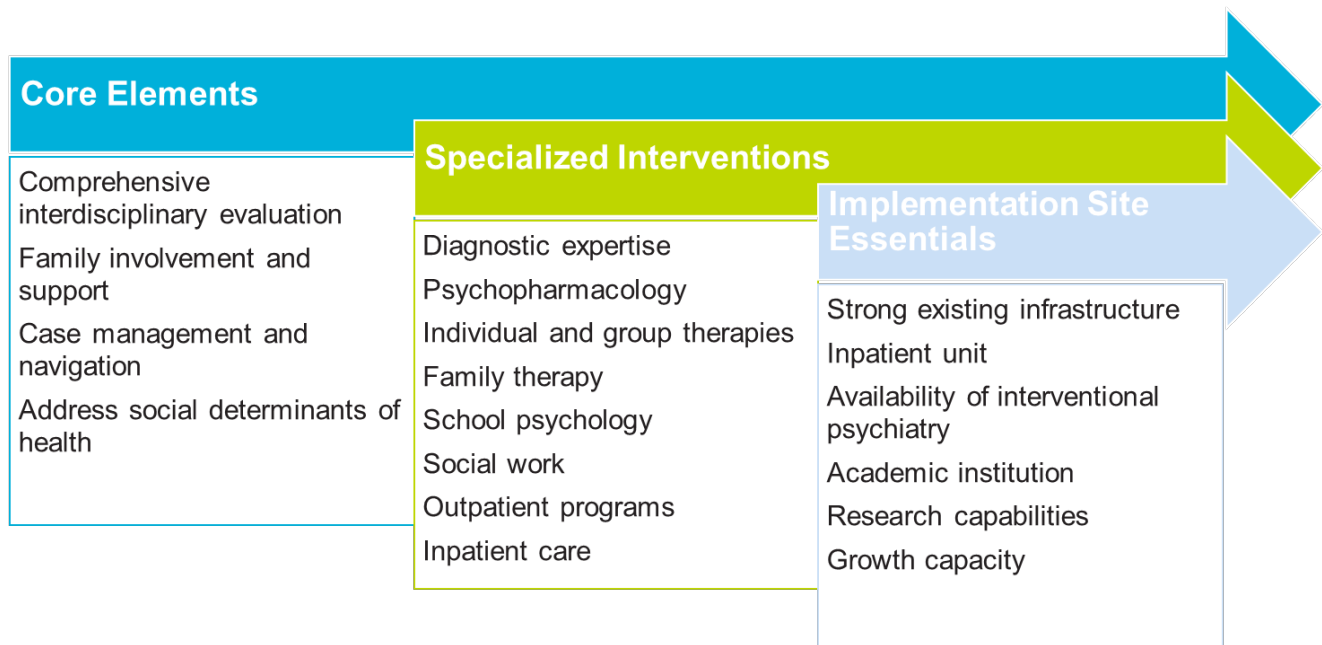 Core Elements
Comprehensive
interdisciplinary evaluation
Family involvement and
support
Case management and
navigation
Address social determinants of
health
Specialized Interventions
Diagnostic expertise
Psychopharmacology
Individual and group therapies
Family therapy
School psychology
Social work
Outpatient programs
Inpatient care
Implementation Site
Essentials
Strong existing infrastructure
Inpatient unit
Availability of interventional
psychiatry
Academic institution
Research capabilities
Growth capacity